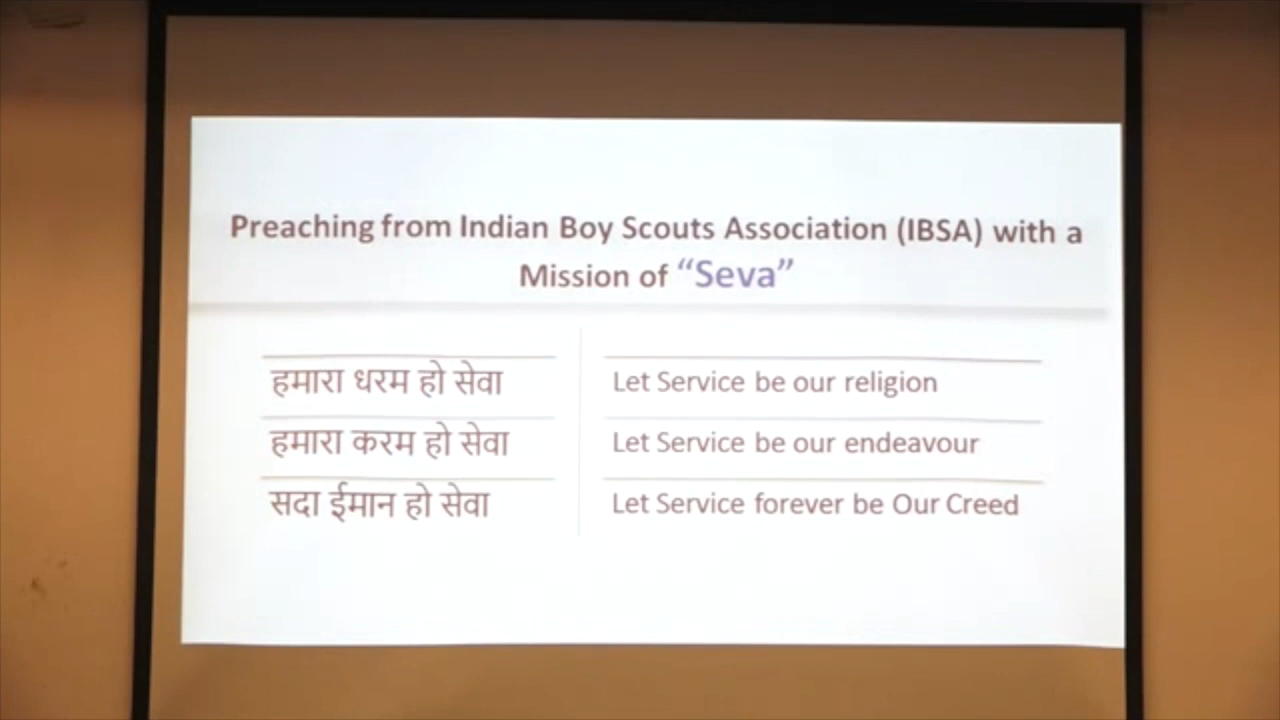 Preaching from Indian Boy Scouts Association (IBSA) with a
Mission of “Seva”
हमारा धरम हो सेवा Let Service be our religion
हमारा करम हो सेवा Let Service be our endeavour
सदा ईमान हो सेवा Let Service forever be Our Creed